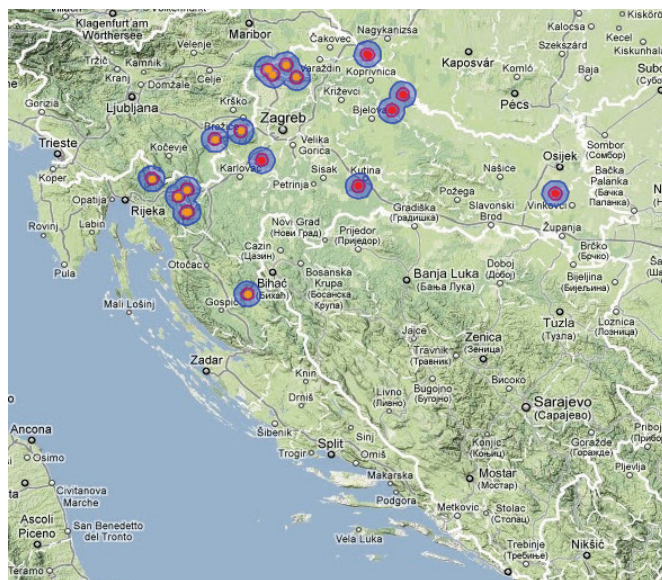 Klagenfurt am
Wörthersee
Maribor
Nagykanizsa
Kalocsa
Kiskőrö
Velenje
Čakovec
Szekszárd
Kecel
Kiskunhala
Tržič
Kamnik
Varaždin
Kaposvár
Kranj
Domžale
Celje
Koprivnica
Komló
Baja
Ljubljana
Križevci
Pécs
Gorizia
Krško
Bjelova
Zagreb
Sombor
(Сомбор)
Trieste
Kočevje
Velika
Gorica
Osijek
Koper
Karlovac
Sisak
Kutina
Našice
Bačka
Palanka
(Бачка
Паланка)
Opatija
Petrinja
Požega
Vinkovci
Rijeka
Gradiška
(Градишка)
Slavonski
Brod
Rovinj
Labin
Novi Grad
(Нови Град)
Prijedor
(Приједор)
Županja
Cazin
(Цазин)
Brčko
(Брчко)
Pula
Otočac
Bosanska
Krupa
(Босанска
Крупа)
Banja Luka
(Бања Лука)
Doboj
(Добој)
Bijeljina
(Бијељина)
Bihać
(Бихаћ)
Mali Lošinj
Gospić
Tuzla
(Тузла)
Loznica
(Лозница)
Jajce
(Јајце)
Zenica
(Зеница)
Travnik
(Травник)
Zadar
Knin
Livno
(Ливно)
Bugojno
(Бугојно)
Високо
Drniš
Sarajevo
(Сарајево)
Ancona
Šibenik
Sinj
Konjic
(Коњиц)
Goražde
(Горажде)
Osimo
Trogir
Split
Omiš
Pljevlja
Civitanova
Marche
Makarska
Mostar
(Мостар)
Podgora
Ascoli
Piceno
San Benedetto
del Tronto
Metković
Stolac
(Столац)
Vela Luka
Trebinje
(Требиње)
Nikšić
Teramo